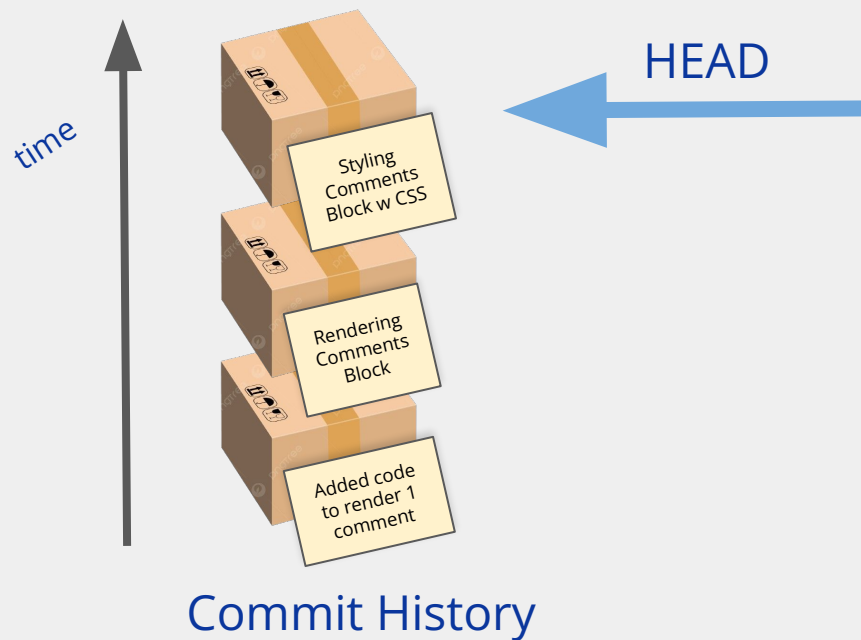 HEAD
time
Styling
Comments
Block w CSS
Rendering
Comments
Block
Added code
to render 1
comment
Commit History